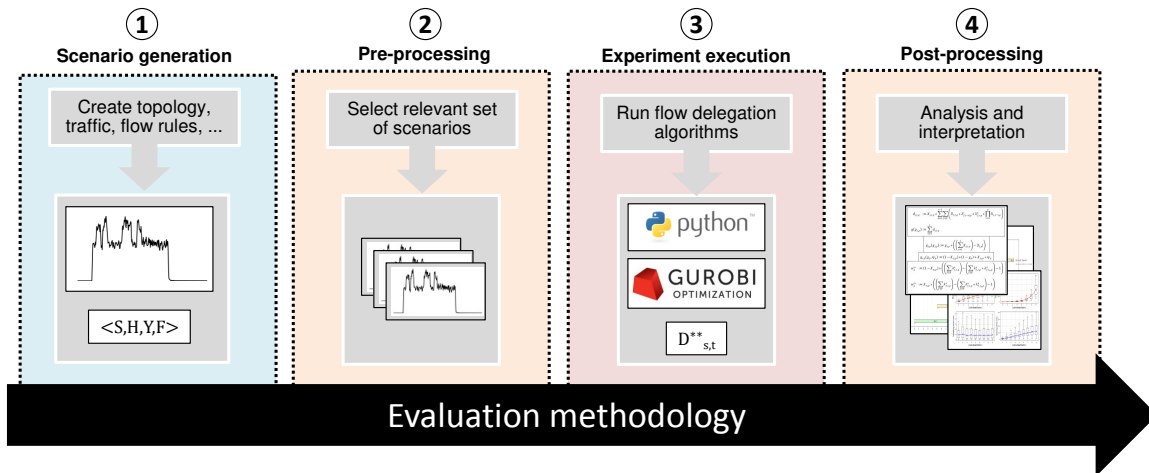 1
Scenario generation
Create topology,
traffic, flow rules, ...
<S,H,Y,F>
2
Pre-processing
Select relevant set
of scenarios
3
Experiment execution
Run flow delegation
algorithms
python™
GUROBI
OPTIMIZATION
D**s,t
4
Post-processing
Analysis and
interpretation
Evaluation methodology